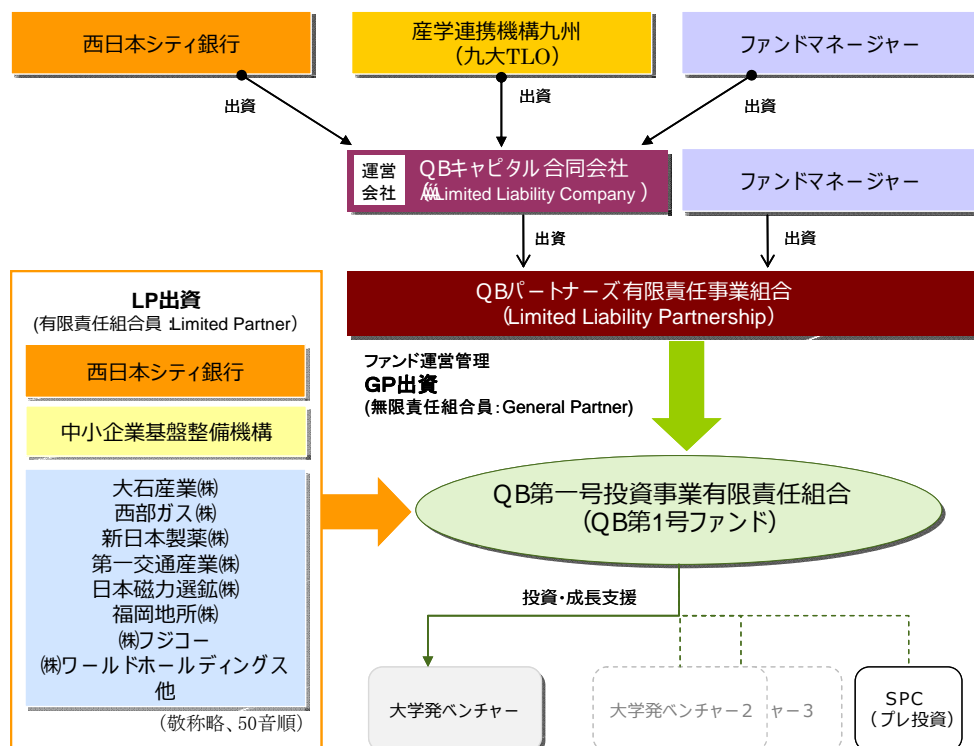 西日本シティ銀行
産学連携機構九州
（九大TLO）
ファンドマネージャー
出資
出資
出資
運営
会社
QBキャピタル合同会社
Limited Liability Company）
ファンドマネージャー
出資
出資
QBパートナーズ有限責任事業組合
（Limited Liability Partnership）
LP出資
(有限責任組合員：Limited Partner）
西日本シティ銀行
中小企業基盤整備機構
大石産業㈱
西部ガス㈱
新日本製薬㈱
第一交通産業㈱
日本磁力選鉱㈱
福岡地所㈱
㈱フジコー
㈱ワールドホールディングス
他
（敬称略、50音順）
ファンド運営管理
GP出資
(無限責任組合員：General Partner)
QB第一号投資事業有限責任組合
（QB第1号ファンド）
投資・成長支援
大学発ベンチャー
大学発ベンチャー2
ャー3
SPC
（プレ投資）